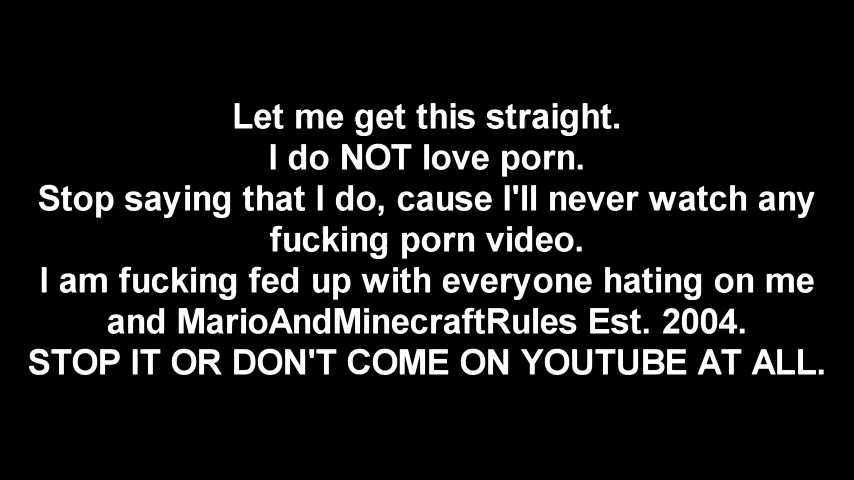 Let me get this straight.
I do NOT love porn.
Stop saying that I do, cause I'll never watch any
fucking porn video.
I am fucking fed up with everyone hating on me
and MarioAndMinecraftRules Est. 2004.
STOP IT OR DON'T COME ON YOUTUBE AT ALL.